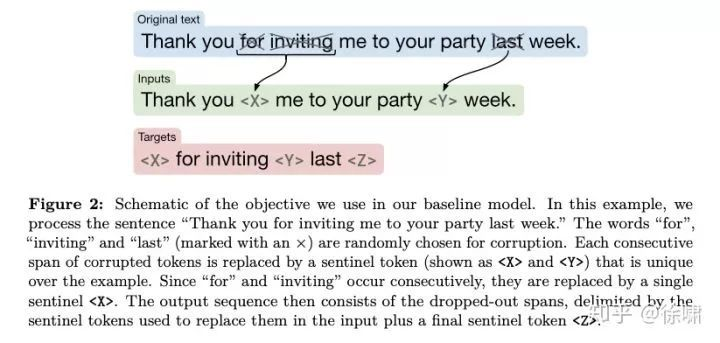 Original text
Thank you for inviting me to your party last week.
Inputs
Thank you <X> me to your party <Y> week.
Targets
<X> for inviting <Y> last <Z>
Figure 2: Schematic of the objective we use in our baseline model. In this example, we
process the sentence “Thank you for inviting me to your party last week.” The words “for”,
“inviting” and “last” (marked with an ×) are randomly chosen for corruption. Each consecutive
span of corrupted tokens is replaced by a sentinel token (shown as <X> and <Y>) that is unique
over the example. Since “for” and “inviting” occur consecutively, they are replaced by a single
sentinel <X>. The output sequence then consists of the dropped-out spans, delimited by the
sentinel tokens used to replace them in the input plus a final sentinel token <Z>.
知乎 @徐啸